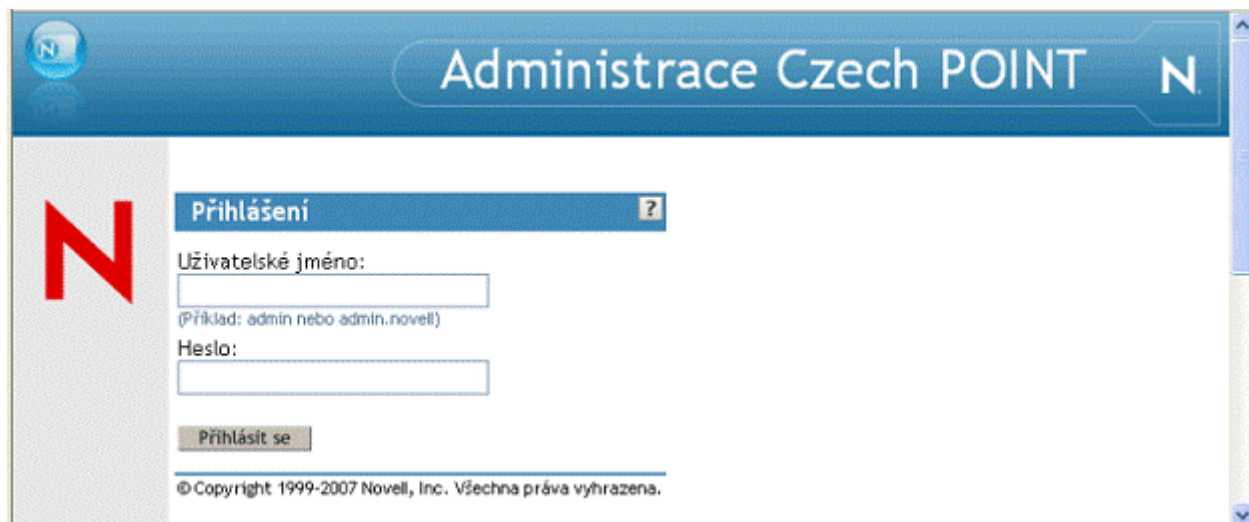 N
Administrace Czech POINT
N
N
Přihlášení
?
Uživatelské jméno:
(Příklad: admin nebo admin.novell)
Heslo:
Přihlásit se
© Copyright 1999-2007 Novell, Inc. Všechna práva vyhrazena.